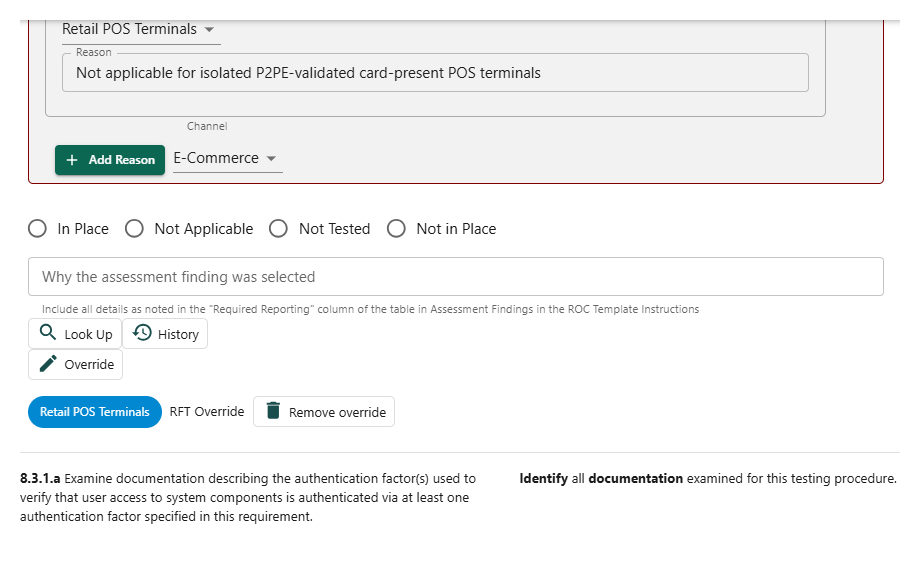 Retail POS Terminals
Reason
Not applicable for isolated P2PE-validated card-present POS terminals
Channel
Add Reason
E-Commerce
In Place
Not Applicable
Not Tested
Not in Place
Why the assessment finding was selected
Include all details as noted in the "Required Reporting" column of the table in Assessment Findings in the ROC Template Instructions
Look Up
History
Override
Retail POS Terminals
RFT Override
Remove override
8.3.1.a Examine documentation describing the authentication factor(s) used to
verify that user access to system components is authenticated via at least one
authentication factor specified in this requirement.
Identify all documentation examined for this testing procedure.